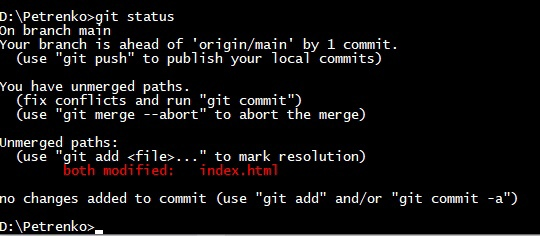 D:\Petrenko>git status
On branch main
Your branch is ahead of 'origin/main' by 1 commit.
  (use "git push" to publish your local commits)

You have unmerged paths.
  (fix conflicts and run "git commit")
  (use "git merge --abort" to abort the merge)

Unmerged paths:
  (use "git add <file>..." to mark resolution)
        both modified:   index.html

no changes added to commit (use "git add" and/or "git commit -a")

D:\Petrenko>